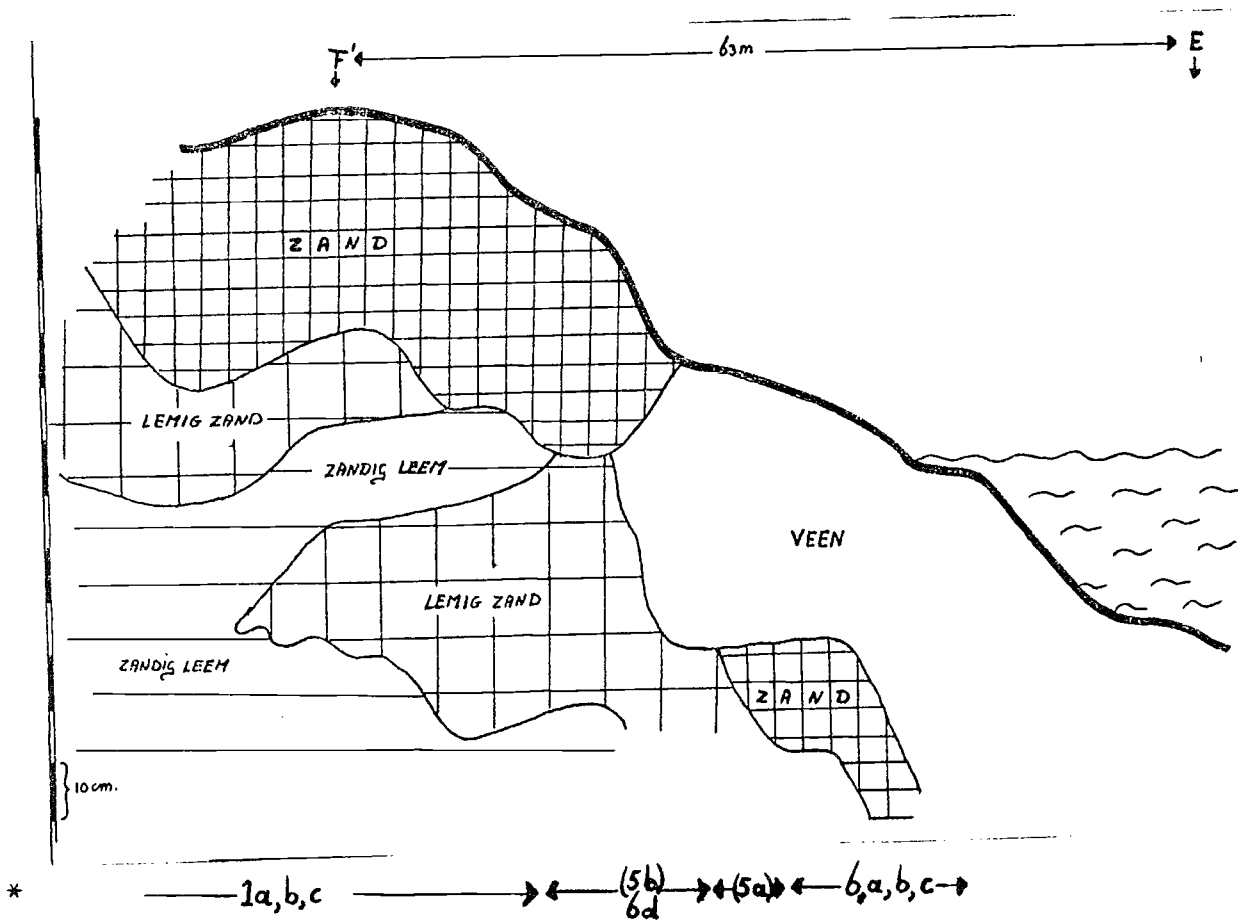 F' 63m E
ZAND
LEMIG ZAND
ZANDIG LEEM
VEEN
LEMIG ZAND
ZANDIG LEEM
ZAND
10cm.
* 1a,b,c (5b) (5a) 6,a,b,c
6d